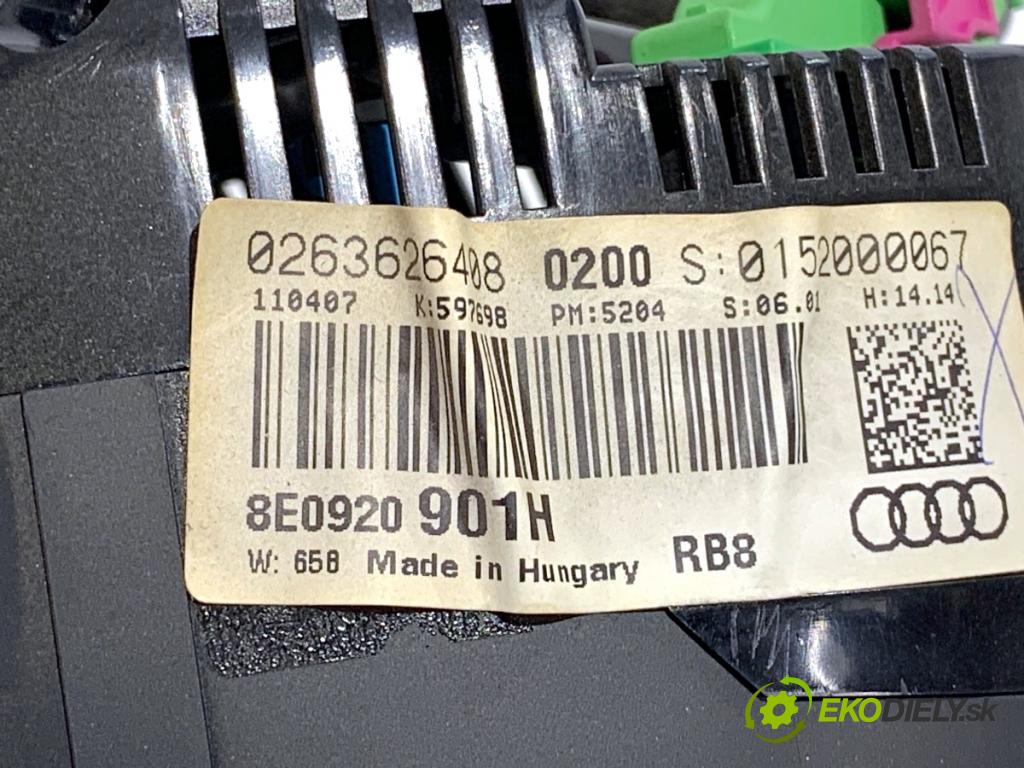 0263626408 0200 S:0152000067
110407 K:597698 PM:5204 S:06.01 H:14.14
8E0920 901H
W: 658 Made in Hungary RB8
EKODIELY.sk